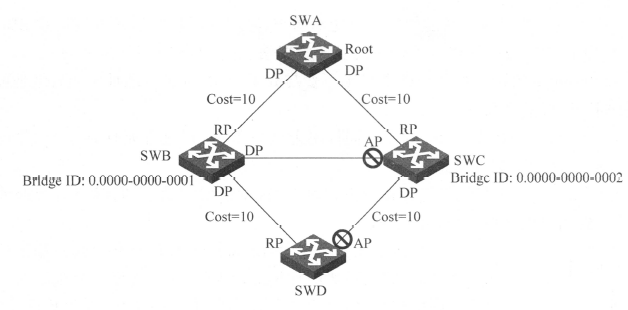 SWA
Root
DP
DP
Cost=10
Cost=10
RP
AP
RP
SWB
DP
SWC
Bridge ID: 0.0000-0000-0001
Bridgc ID: 0.0000-0000-0002
DP
DP
Cost=10
Cost=10
RP
AP
SWD